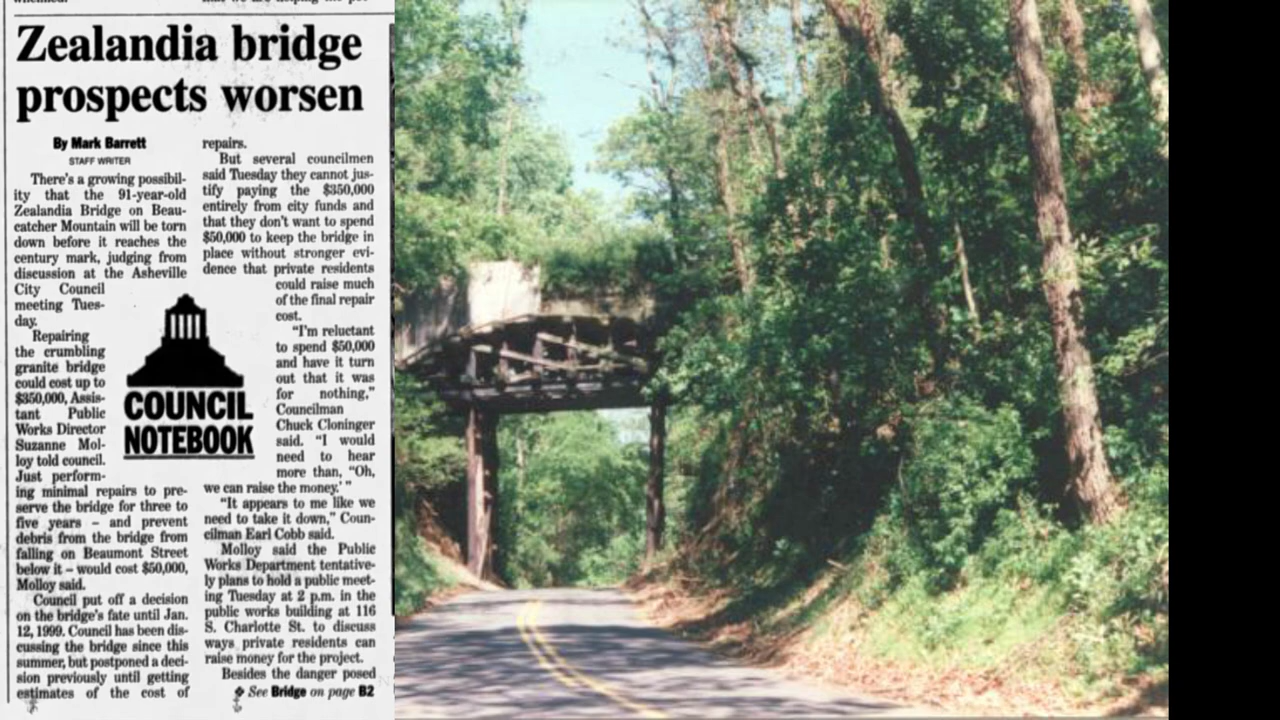 Zealandia bridge
prospects worsen
By Mark Barrett
STAFF WRITER
There's a growing possibil-
ity that the 91-year-old
Zealandia Bridge on Beau-
catcher Mountain will be torn
down before it reaches the
century mark, judging from
discussion at the Asheville
City Council
meeting Tues-
day.
Repairing
the crumbling
granite bridge
could cost up to
$350,000, Assis-
tant Public
Works Director
Suzanne Mol-
loy told council.
Just perform-
ing minimal repairs to pre-
serve the bridge for three to
five years – and prevent
debris from the bridge from
falling on Beaumont Street
below it – would cost $50,000,
Molloy said.
Council put off a decision
on the bridge's fate until Jan.
12, 1999. Council has been dis-
cussing the bridge since this
summer, but postponed a deci-
sion previously until getting
estimates of the cost of
COUNCIL
NOTEBOOK
repairs.
But several councilmen
said Tuesday they cannot jus-
tify paying the $350,000
entirely from city funds and
that they don't want to spend
$50,000 to keep the bridge in
place without stronger evi-
dence that private residents
could raise much
of the final repair
cost.
"I'm reluctant
to spend $50,000
and have it turn
out that it was
for nothing,"
Councilman
Chuck Cloninger
said. "I would
need to hear
more than, "Oh,
we can raise the money.' "
"It appears to me like we
need to take it down," Coun-
cilman Earl Cobb said.
Molloy said the Public
Works Department tentative-
ly plans to hold a public meet-
ing Tuesday at 2 p.m. in the
public works building at 116
S. Charlotte St. to discuss
ways private residents can
raise money for the project.
Besides the danger posed
See Bridge on page B2